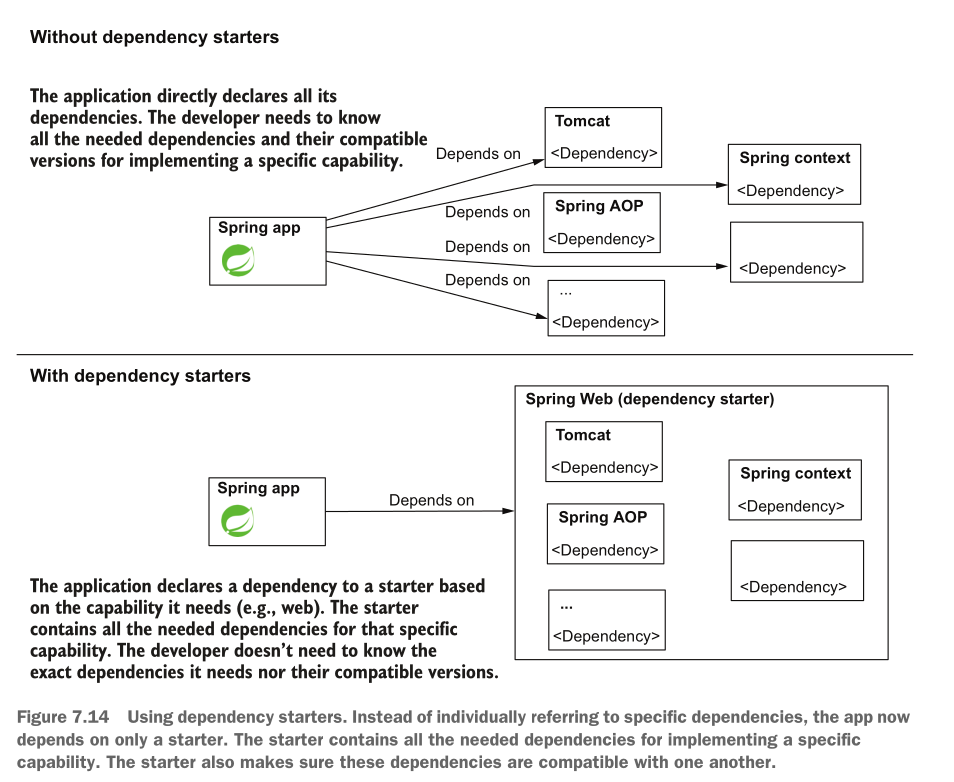 Without dependency starters
The application directly declares all its
dependencies. The developer needs to know
all the needed dependencies and their compatible
versions for implementing a specific capability.
Depends on
Tomcat
<Dependency>
Spring context
<Dependency>
Spring app
Depends on
Spring AOP
<Dependency>
Depends on
<Dependency>
Depends on
...
<Dependency>
With dependency starters
Spring Web (dependency starter)
Tomcat
<Dependency>
Spring context
<Dependency>
Spring app
Depends on
Spring AOP
<Dependency>
<Dependency>
...
<Dependency>
The application declares a dependency to a starter based
on the capability it needs (e.g., web). The starter
contains all the needed dependencies for that specific
capability. The developer doesn't need to know the
exact dependencies it needs nor their compatible versions.
Figure 7.14 Using dependency starters. Instead of individually referring to specific dependencies, the app now
depends on only a starter. The starter contains all the needed dependencies for implementing a specific
capability. The starter also makes sure these dependencies are compatible with one another.